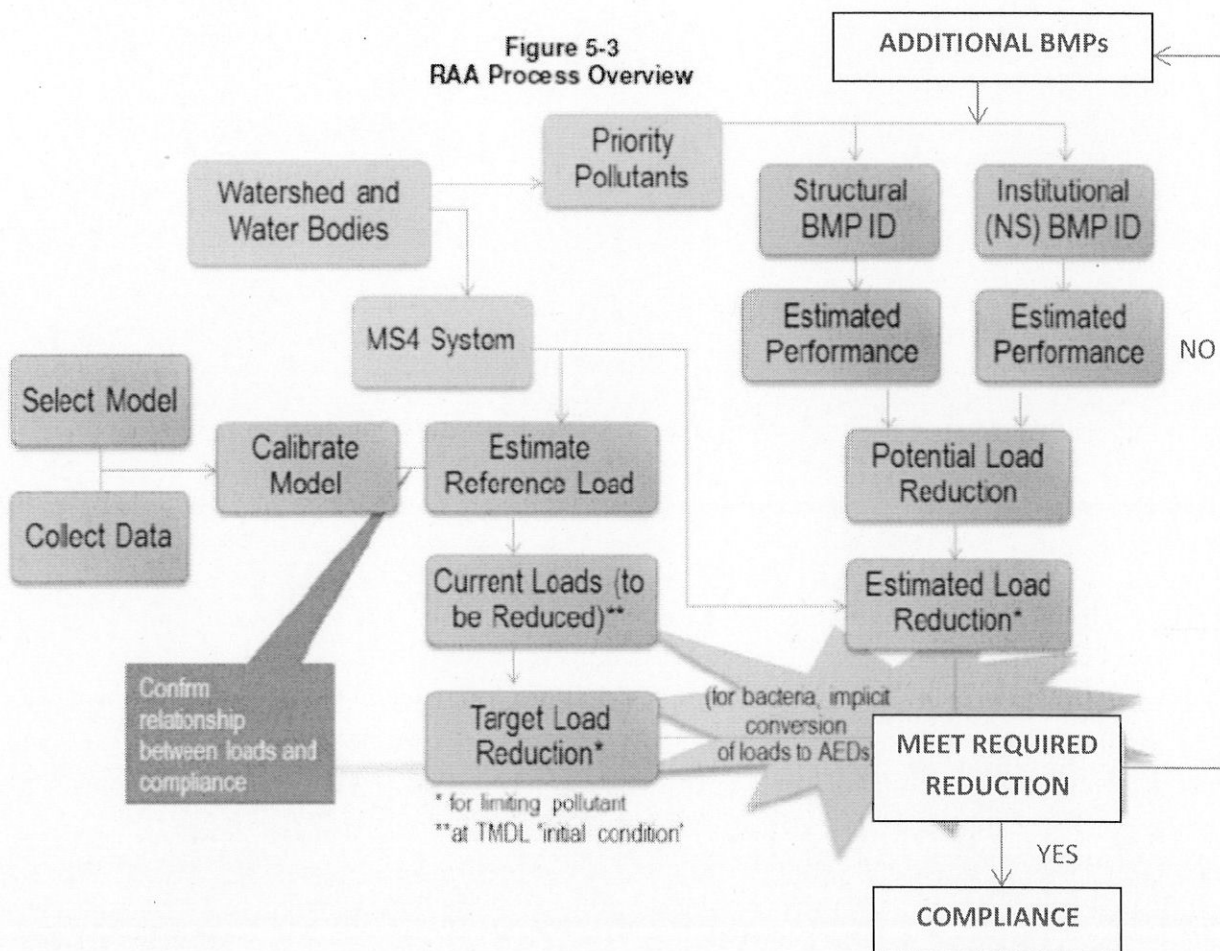 Figure 5-3
RAA Process Overview
ADDITIONAL BMPs
Priority
Pollutants
Watershed and
Water Bodies
Structural
BMP ID
Institutional
(NS) BMP ID
MS4 System
Estimated
Performance
Estimated
Performance
NO
Select Model
Calibrate
Model
Estimate
Reference Load
Potential Load
Reduction
Collect Data
Current Loads (to
be Reduced)**
Estimated Load
Reduction*
Confirm
relationship
between loads and
compliance
Target Load
Reduction*
(for bacteria, implicit
conversion
of loads to AEDs)
MEET REQUIRED
REDUCTION
* for limiting pollutant
**at TMDL 'initial condition'
YES
COMPLIANCE